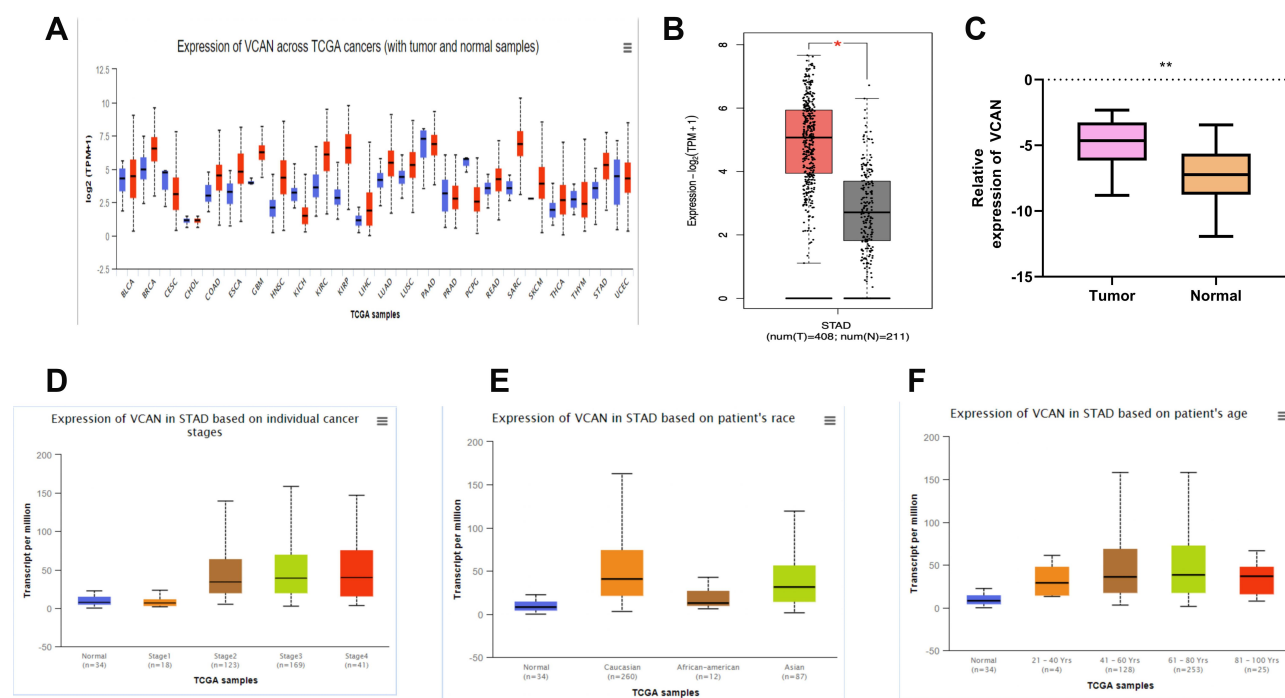 A
Expression of VCAN across TCGA cancers (with tumor and normal samples)
log2 (TPM+1)
12.5
10
7.5
5
2.5
0
-2.5
BLCA
BRCA
CESC
CHOL
COAD
ESCA
GBM
HNSC
KICH
KIRC
KIRP
LIHC
LUAD
LUSC
PAAD
PRAD
PCPG
READ
SARC
SKCM
THCA
THYM
STAD
UCEC
TCGA samples
B
Expression – log2(TPM+1)
8
6
4
2
0
*
STAD
(num(T)=408; num(N)=211)
C
Relative
expression of VCAN
**
0
-5
-10
-15
Tumor
Normal
D
Expression of VCAN in STAD based on individual cancer
stages
Transcript per million
200
150
100
50
0
-50
Normal
(n=34)
Stage1
(n=18)
Stage2
(n=123)
Stage3
(n=169)
Stage4
(n=41)
TCGA samples
E
Expression of VCAN in STAD based on patient's race
Transcript per million
200
150
100
50
0
-50
Normal
(n=34)
Caucasian
(n=260)
African-american
(n=12)
Asian
(n=87)
TCGA samples
F
Expression of VCAN in STAD based on patient's age
Transcript per million
200
150
100
50
0
-50
Normal
(n=34)
21 - 40 Yrs
(n=4)
41 - 60 Yrs
(n=128)
61 - 80 Yrs
(n=253)
81 - 100 Yrs
(n=25)
TCGA samples